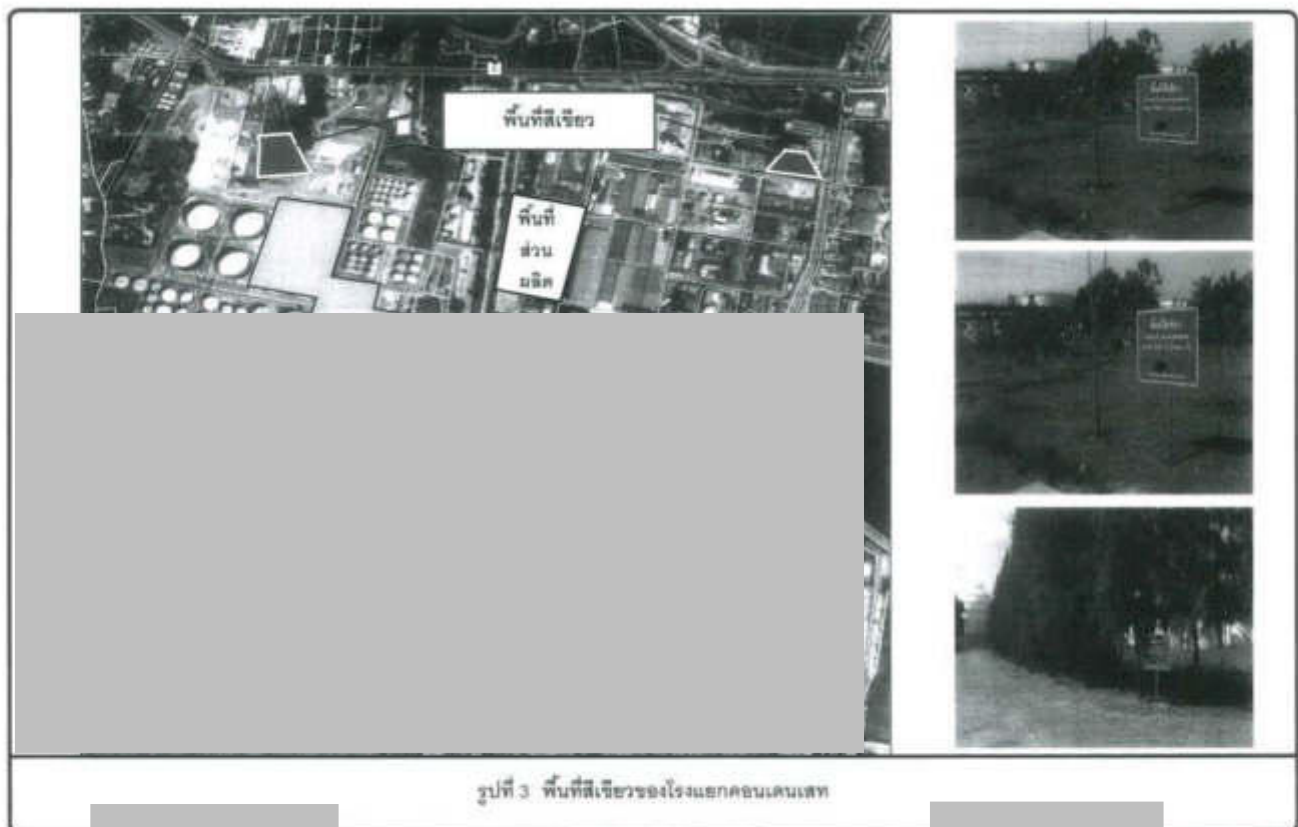 พื้นที่สีเขียว
พื้นที่
ส่วน
ผลิต
รูปที่ 3 พื้นที่สีเขียวของโรงแยกคอนเดนเสท